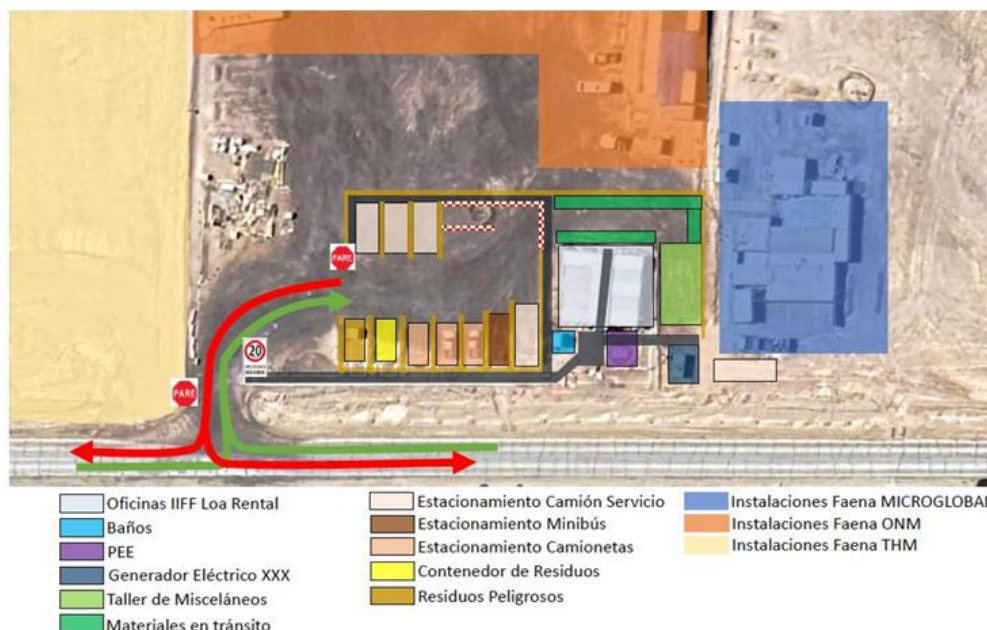 PARE
20
PARE
Oficinas IIFF Loa Rental
Baños
PEE
Generador Eléctrico XXX
Taller de Misceláneos
Materiales en tránsito
Estacionamiento Camión Servicio
Estacionamiento Minibús
Estacionamiento Camionetas
Contenedor de Residuos
Residuos Peligrosos
Instalaciones Faena MICROGLOBAL
Instalaciones Faena ONM
Instalaciones Faena THM